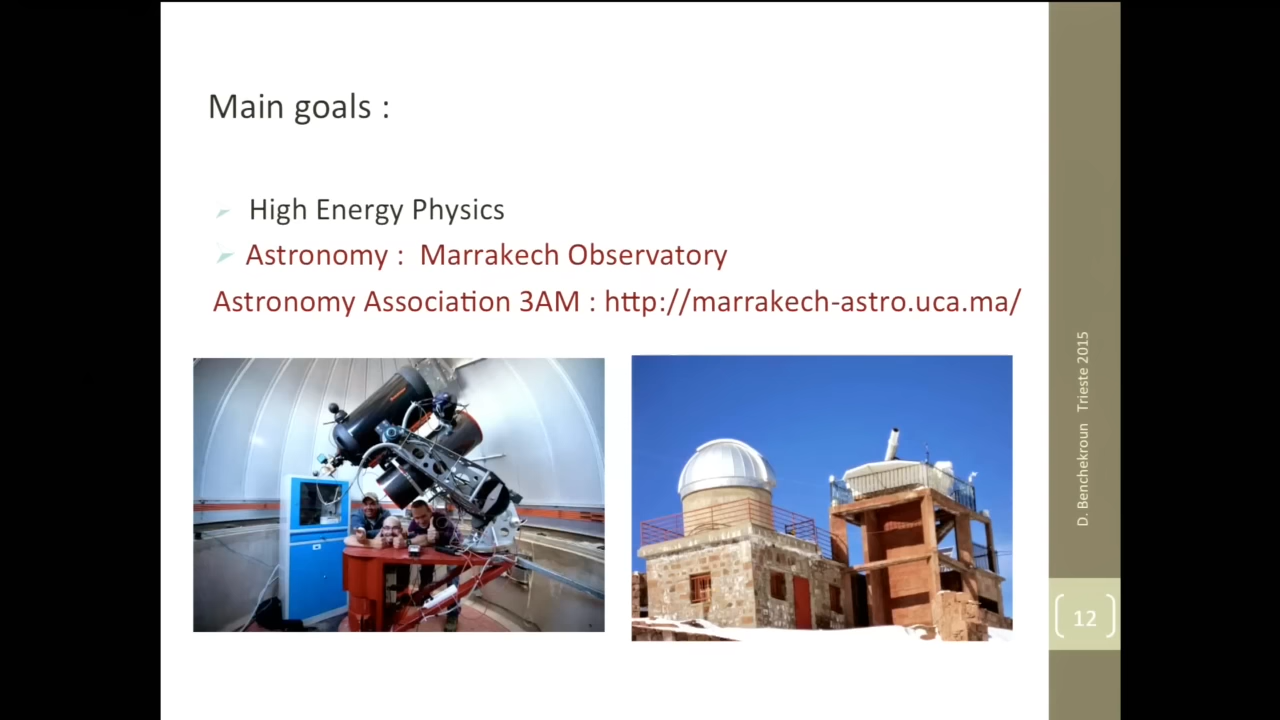 Main goals :
High Energy Physics
Astronomy : Marrakech Observatory
Astronomy Association 3AM : http://marrakech-astro.uca.ma/
D. Benchekroun Trieste 2015
12